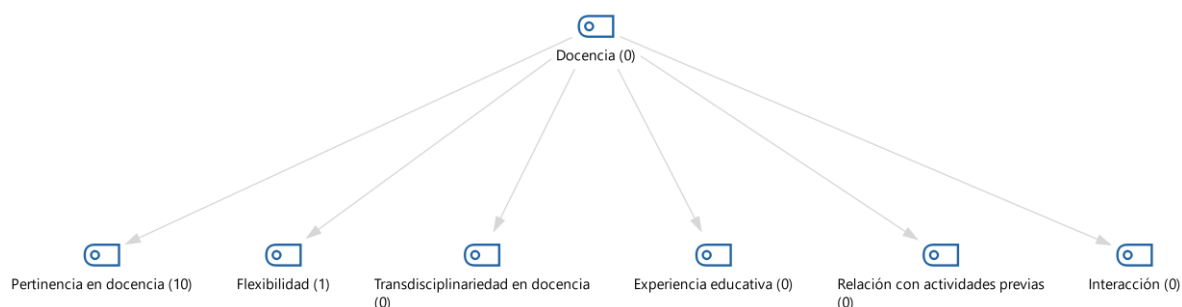 Docencia (0)
Pertinencia en docencia (10)
Flexibilidad (1)
Transdisciplinariedad en docencia
(0)
Experiencia educativa (0)
Relación con actividades previas
(0)
Interacción (0)